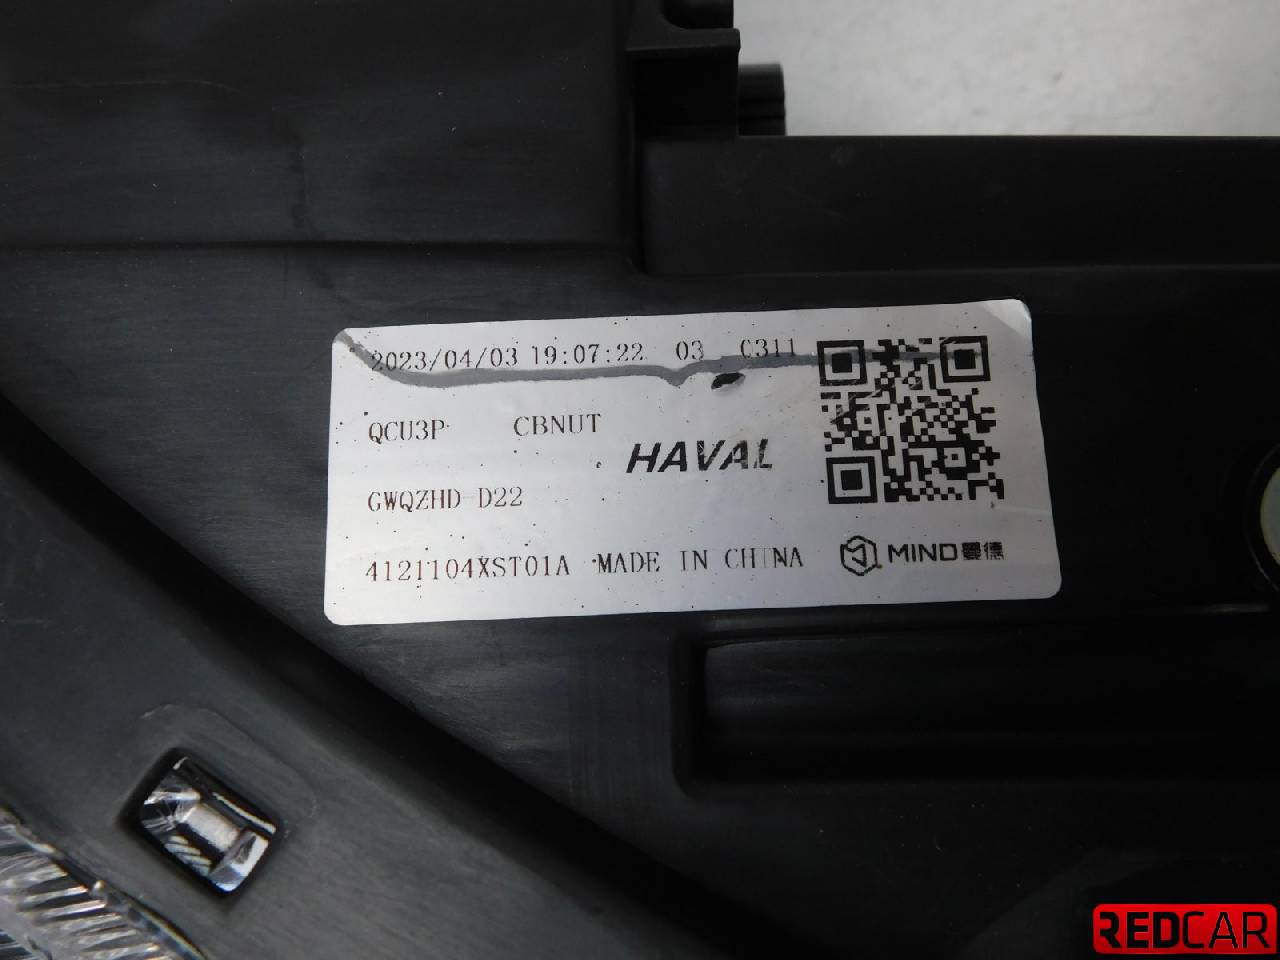 2023/04/03 19:07:22 03 C311
QCU3P CBNUT
HAVAL
GWQZHD-D22
4121104XST01A MADE IN CHINA
MIND曼德
REDCAR